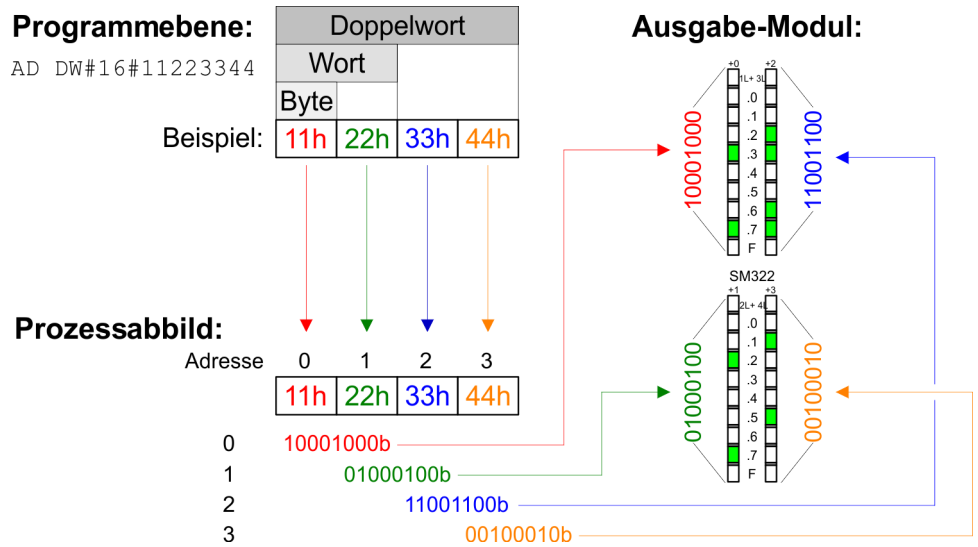 Programmebene:
AD DW#16#11223344
Doppelwort
Wort
Byte
Beispiel:
11h 22h 33h 44h
Prozessabbild:
Adresse 0 1 2 3
11h 22h 33h 44h
0 10001000b
1 01000100b
2 11001100b
3 00100010b
Ausgabe-Modul:
+0 +2
1L+ 3L
.0
.1
.2
.3
.4
.5
.6
.7
F
10001000
11001100
SM322
+1 +3
2L+ 4L
.0
.1
.2
.3
.4
.5
.6
.7
F
01000100
00100010